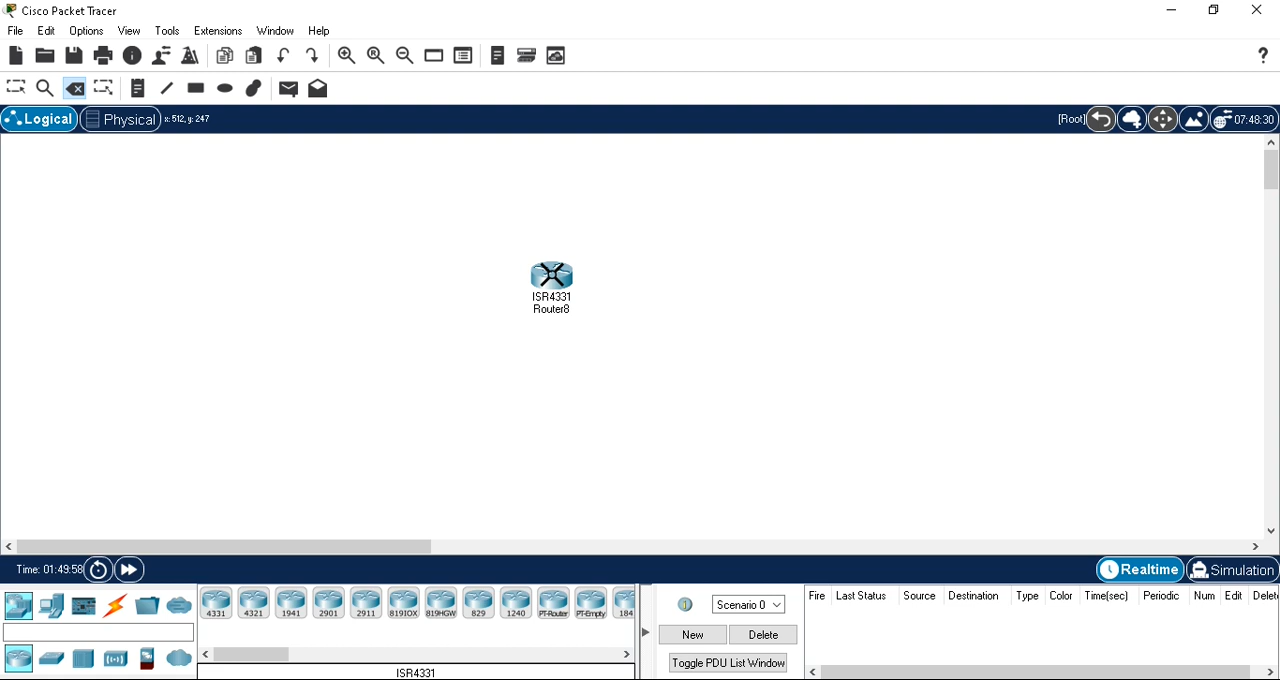 Cisco Packet Tracer
File Edit Options View Tools Extensions Window Help
Logical Physical x: 512, y: 247 [Root] 07:48:30
ISR4331
Router8
Time: 01:49:58 Realtime Simulation
4331 4321 1941 2901 2911 819IOX 819HGW 829 1240 PT-Router PT-Empty 184
ISR4331
Scenario 0
New Delete
Toggle PDU List Window
Fire Last Status Source Destination Type Color Time(sec) Periodic Num Edit Delet